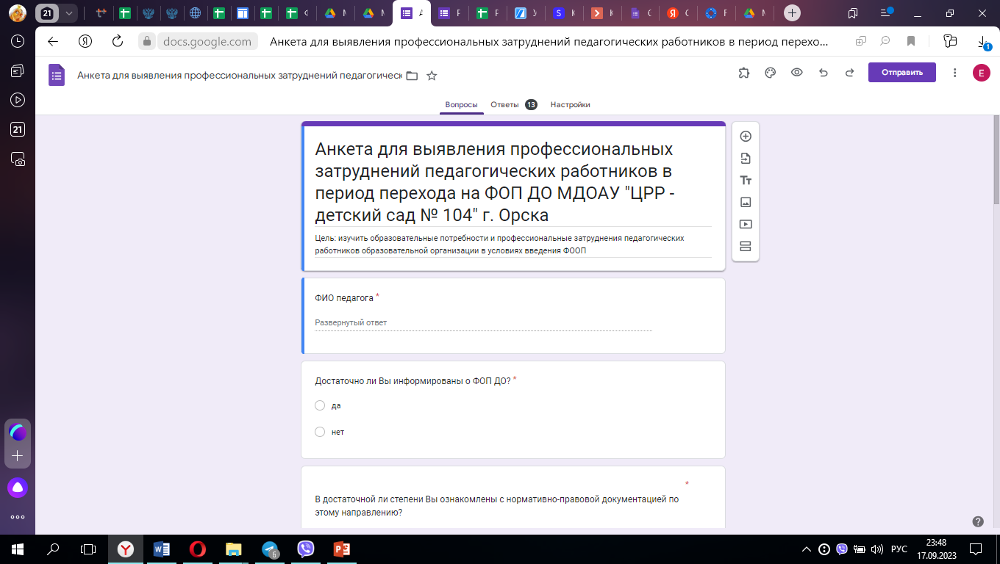 21
docs.google.com
Анкета для выявления профессиональных затруднений педагогических работников в период перехо...
1
Анкета для выявления профессиональных затруднений педагогическ
Отправить
E
21
Вопросы
Ответы 13
Настройки
Анкета для выявления профессиональных
затруднений педагогических работников в
период перехода на ФОП ДО МДОАУ "ЦРР -
детский сад № 104" г. Орска
Цель: изучить образовательные потребности и профессиональные затруднения педагогических
работников образовательной организации в условиях введения ФООП
ФИО педагога *
Развернутый ответ
Достаточно ли Вы информированы о ФОП ДО? *
да
нет
*
В достаточной ли степени Вы ознакомлены с нормативно-правовой документацией по
этому направлению?
6
РУС
23:48
17.09.2023